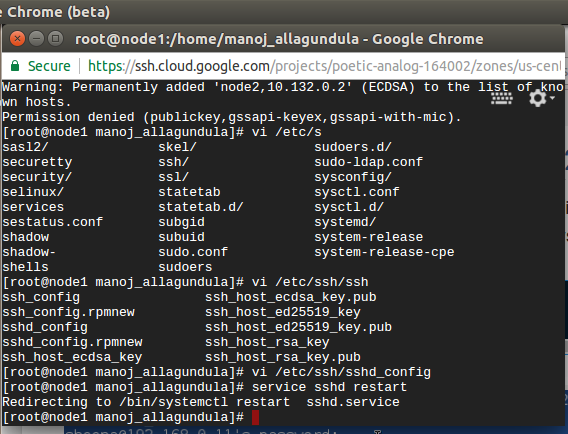 e Chrome (beta)
root@node1:/home/manoj_allagundula - Google Chrome
Secure https://ssh.cloud.google.com/projects/poetic-analog-164002/zones/us-cen
Warning: Permanently added 'node2,10.132.0.2' (ECDSA) to the list of kno
wn hosts.
Permission denied (publickey,gssapi-keyex,gssapi-with-mic).
[root@node1 manoj_allagundula]# vi /etc/s
sasl2/ skel/ sudoers.d/
securetty ssh/ sudo-ldap.conf
security/ ssl/ sysconfig/
selinux/ statetab sysctl.conf
services statetab.d/ sysctl.d/
sestatus.conf subgid systemd/
shadow subuid system-release
shadow- sudo.conf system-release-cpe
shells sudoers
[root@node1 manoj_allagundula]# vi /etc/ssh/ssh
ssh_config ssh_host_ecdsa_key.pub
ssh_config.rpmnew ssh_host_ed25519_key
sshd_config ssh_host_ed25519_key.pub
sshd_config.rpmnew ssh_host_rsa_key
ssh_host_ecdsa_key ssh_host_rsa_key.pub
[root@node1 manoj_allagundula]# vi /etc/ssh/sshd_config
[root@node1 manoj_allagundula]# service sshd restart
Redirecting to /bin/systemctl restart sshd.service
[root@node1 manoj_allagundula]#
password: